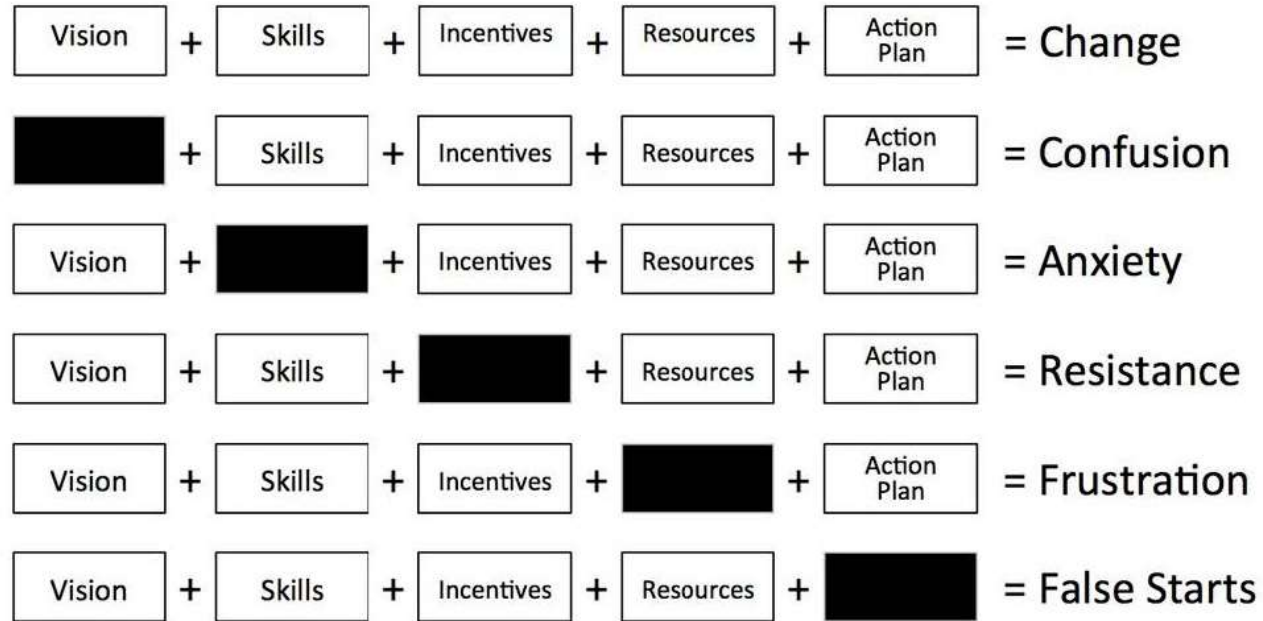 Vision + Skills + Incentives + Resources + Action Plan = Change
+ Skills + Incentives + Resources + Action Plan = Confusion
Vision + + Incentives + Resources + Action Plan = Anxiety
Vision + Skills + + Resources + Action Plan = Resistance
Vision + Skills + Incentives + + Action Plan = Frustration
Vision + Skills + Incentives + Resources + = False Starts